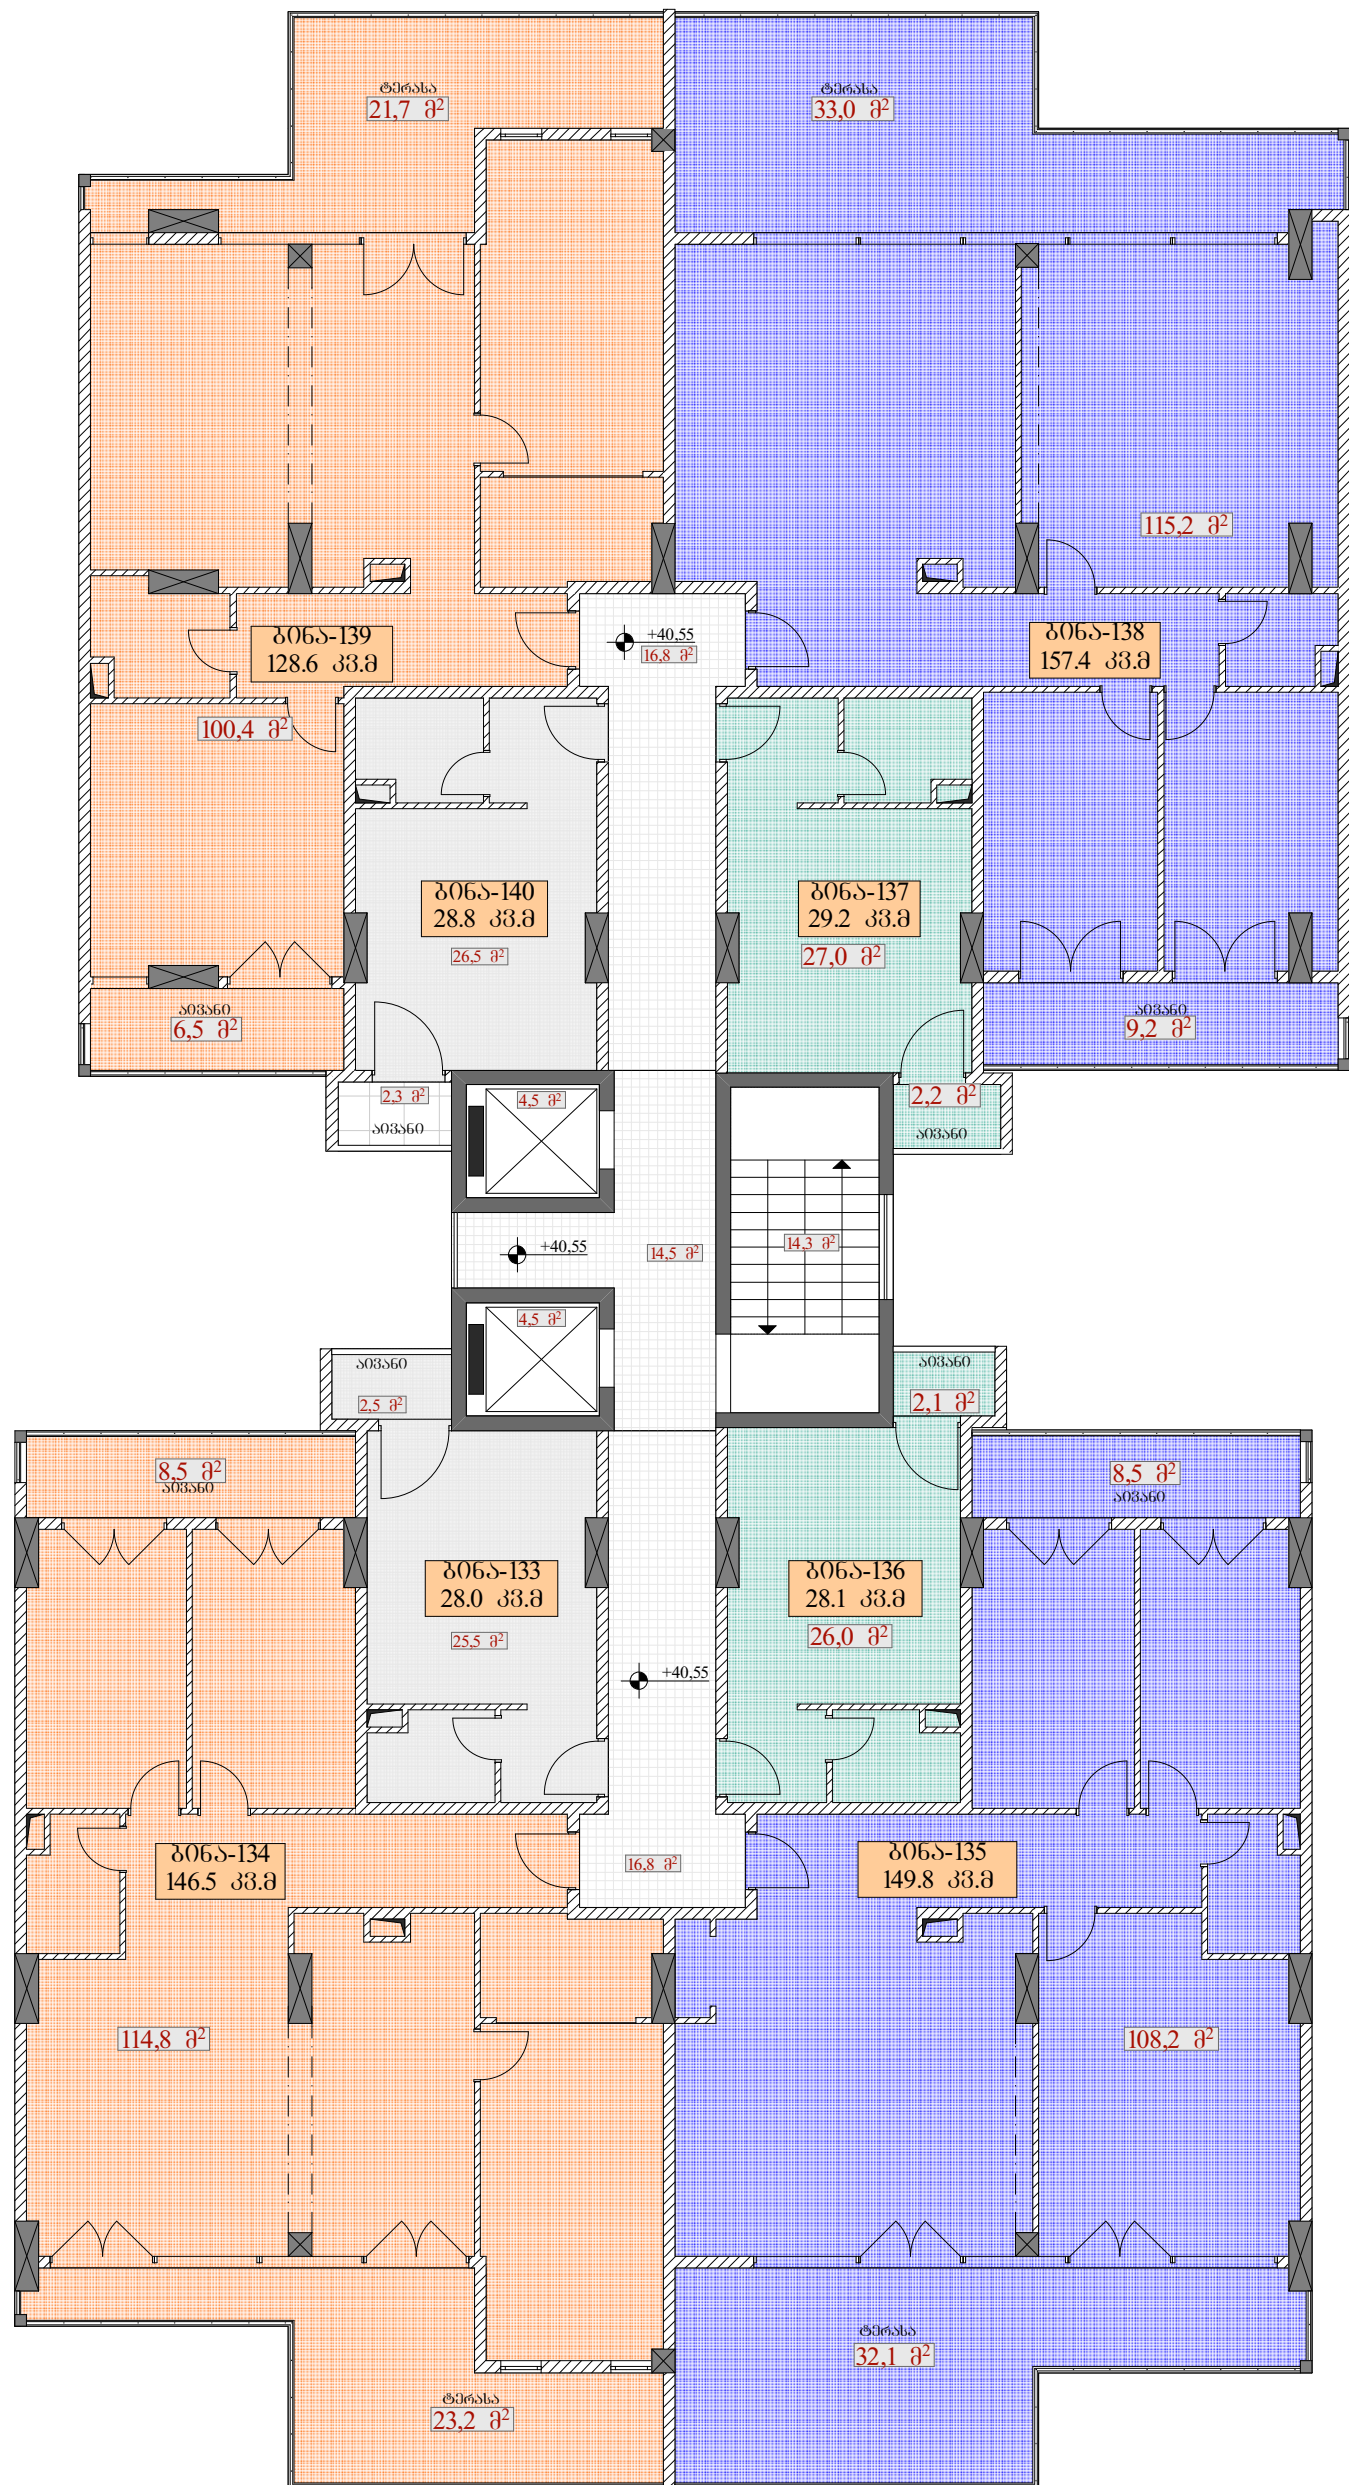 ტერასა
21,7 მ²
ტერასა
33,0 მ²
115,2 მ²
ბინა-139
128.6 კვ.მ
+40,55
16,8 მ²
ბინა-138
157.4 კვ.მ
100,4 მ²
ბინა-140
28.8 კვ.მ
26,5 მ²
ბინა-137
29.2 კვ.მ
27,0 მ²
აივანი
6,5 მ²
აივანი
9,2 მ²
2,3 მ²
აივანი
4,5 მ²
2,2 მ²
აივანი
+40,55
14,5 მ²
14,3 მ²
4,5 მ²
აივანი
2,5 მ²
აივანი
2,1 მ²
8,5 მ²
აივანი
8,5 მ²
აივანი
ბინა-133
28.0 კვ.მ
25,5 მ²
ბინა-136
28.1 კვ.მ
26,0 მ²
+40,55
ბინა-134
146.5 კვ.მ
16,8 მ²
ბინა-135
149.8 კვ.მ
114,8 მ²
108,2 მ²
ტერასა
32,1 მ²
ტერასა
23,2 მ²